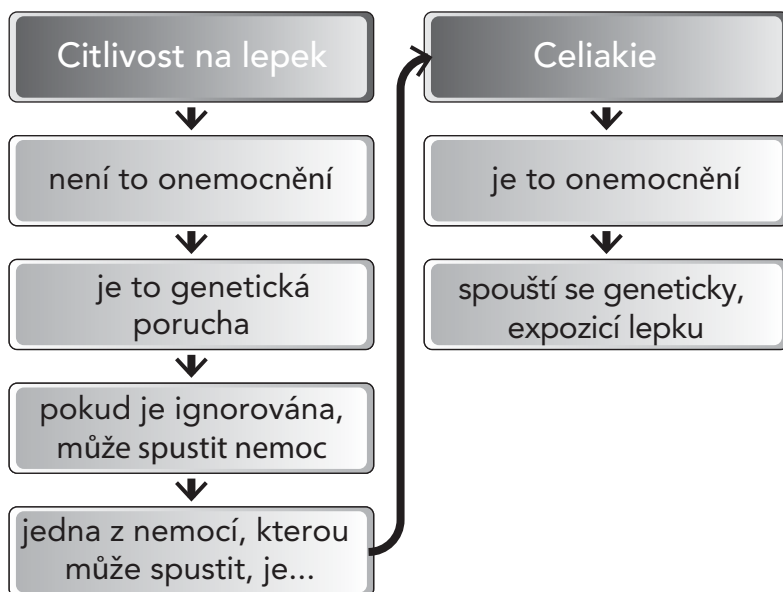 Citlivost na lepek
není to onemocnění
je to genetická
porucha
pokud je ignorována,
může spustit nemoc
jedna z nemocí, kterou
může spustit, je...
Celiakie
je to onemocnění
spouští se geneticky,
expozicí lepku